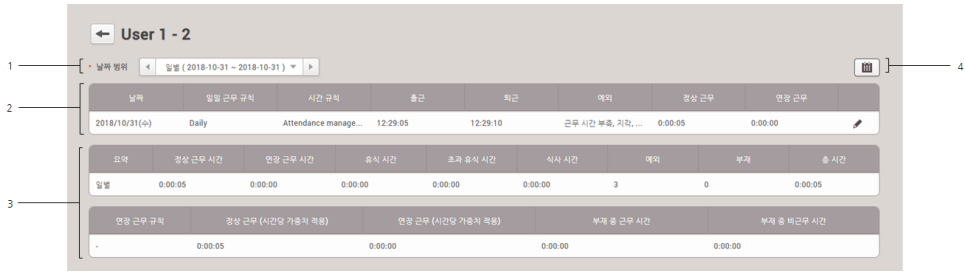 User 1 - 2
1
* 날짜 범위
일별 ( 2018-10-31 ~ 2018-10-31 )
4
2
날짜 일일 근무 규칙 시간 규칙 출근 퇴근 예외 정상 근무 연장 근무
2018/10/31(수) Daily Attendance manage... 12:29:05 12:29:10 근무 시간 부족, 지각, ... 0:00:05 0:00:00
3
요약 정상 근무 시간 연장 근무 시간 휴식 시간 초과 휴식 시간 식사 시간 예외 부재 총 시간
일별 0:00:05 0:00:00 0:00:00 0:00:00 0:00:00 3 0 0:00:05
연장 근무 규칙 정상 근무 (시간당 가중치 적용) 연장 근무 (시간당 가중치 적용) 부재 중 근무 시간 부재 중 비근무 시간
- 0:00:05 0:00:00 0:00:00 0:00:00